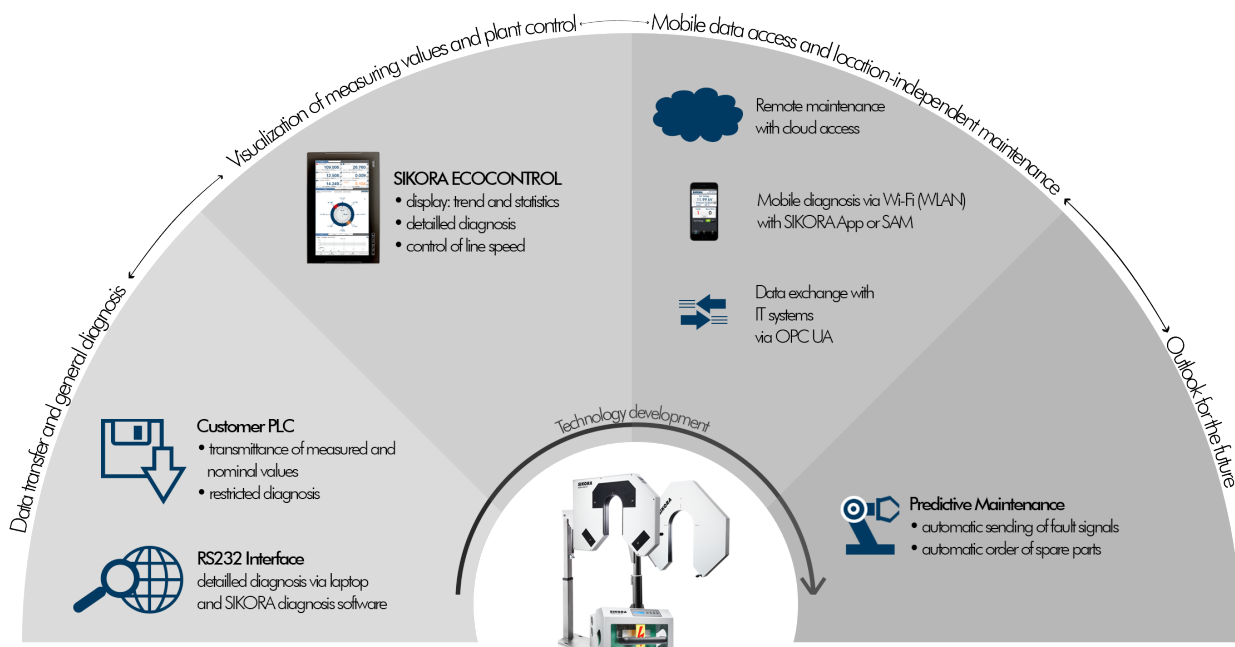 Data transfer and general diagnosis
Visualization of measuring values and plant control
Mobile data access and location-independent maintenance
Outlook for the future
Customer PLC
• transmittance of measured and
nominal values
• restricted diagnosis
RS232 Interface
detailled diagnosis via laptop
and SIKORA diagnosis software
SIKORA ECOCONTROL
• display: trend and statistics
• detailled diagnosis
• control of line speed
Remote maintenance
with cloud access
Mobile diagnosis via Wi-Fi (WLAN)
with SIKORA App or SAM
Data exchange with
IT systems
via OPC UA
Predictive Maintenance
• automatic sending of fault signals
• automatic order of spare parts
Technology development
SIKORA
SIKORA
SIKORA